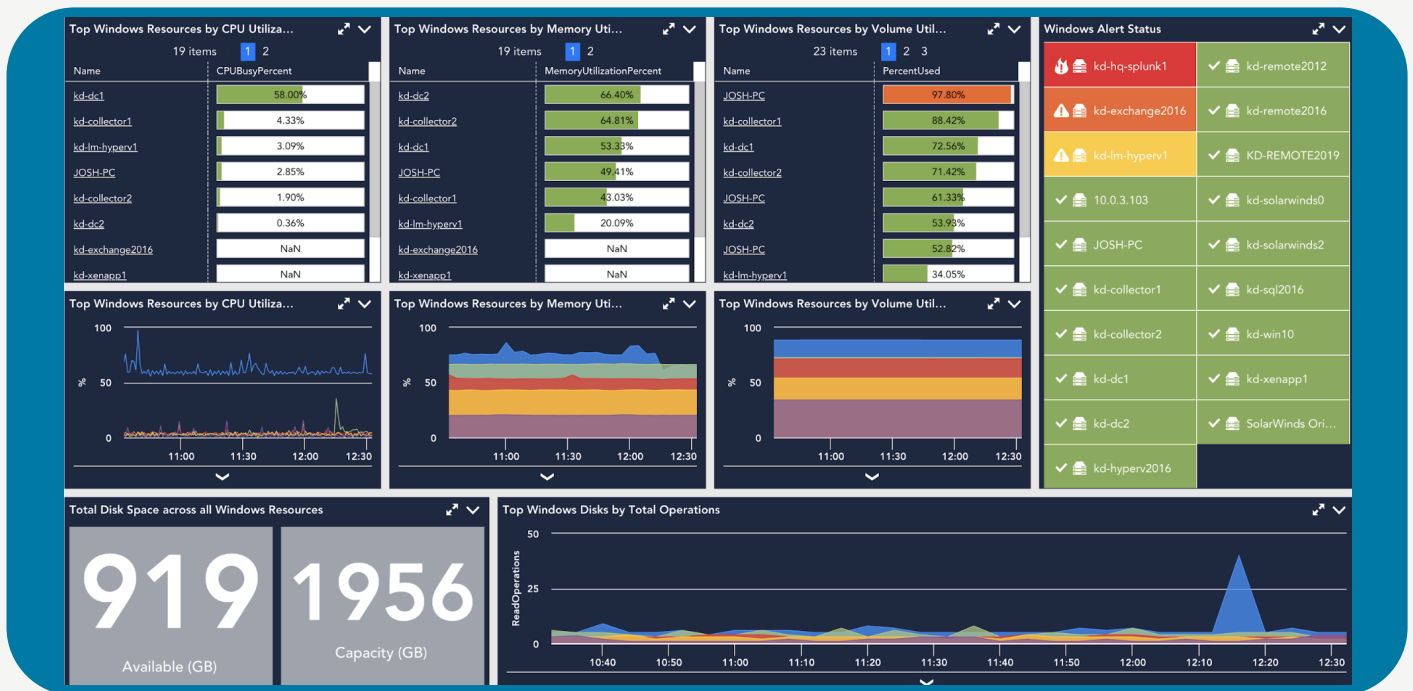 Top Windows Resources by CPU Utiliza...
19 items 1 2
Name CPUBusyPercent
kd-dc1 58.00%
kd-collector1 4.33%
kd-lm-hyperv1 3.09%
JOSH-PC 2.85%
kd-collector2 1.90%
kd-dc2 0.36%
kd-exchange2016 NaN
kd-xenapp1 NaN
Top Windows Resources by Memory Uti...
19 items 1 2
Name MemoryUtilizationPercent
kd-dc2 66.40%
kd-collector2 64.81%
kd-dc1 53.33%
JOSH-PC 49.41%
kd-collector1 43.03%
kd-lm-hyperv1 20.09%
kd-exchange2016 NaN
kd-xenapp1 NaN
Top Windows Resources by Volume Util...
23 items 1 2 3
Name PercentUsed
JOSH-PC 97.80%
kd-collector1 88.42%
kd-dc1 72.56%
kd-collector2 71.42%
JOSH-PC 61.33%
kd-dc2 53.93%
JOSH-PC 52.82%
kd-lm-hyperv1 34.05%
Windows Alert Status
kd-hq-splunk1 kd-remote2012
kd-exchange2016 kd-remote2016
kd-lm-hyperv1 KD-REMOTE2019
10.0.3.103 kd-solarwinds0
JOSH-PC kd-solarwinds2
kd-collector1 kd-sql2016
kd-collector2 kd-win10
kd-dc1 kd-xenapp1
kd-dc2 SolarWinds Ori...
kd-hyperv2016
Top Windows Resources by CPU Utiliza...
100
% 50
0
11:00 11:30 12:00 12:30
Top Windows Resources by Memory Uti...
100
% 50
0
11:00 11:30 12:00 12:30
Top Windows Resources by Volume Util...
100
% 50
0
11:00 11:30 12:00 12:30
Total Disk Space across all Windows Resources
919 1956
Available (GB) Capacity (GB)
Top Windows Disks by Total Operations
ReadOperations
50
25
0
10:40 10:50 11:00 11:10 11:20 11:30 11:40 11:50 12:00 12:10 12:20 12:30